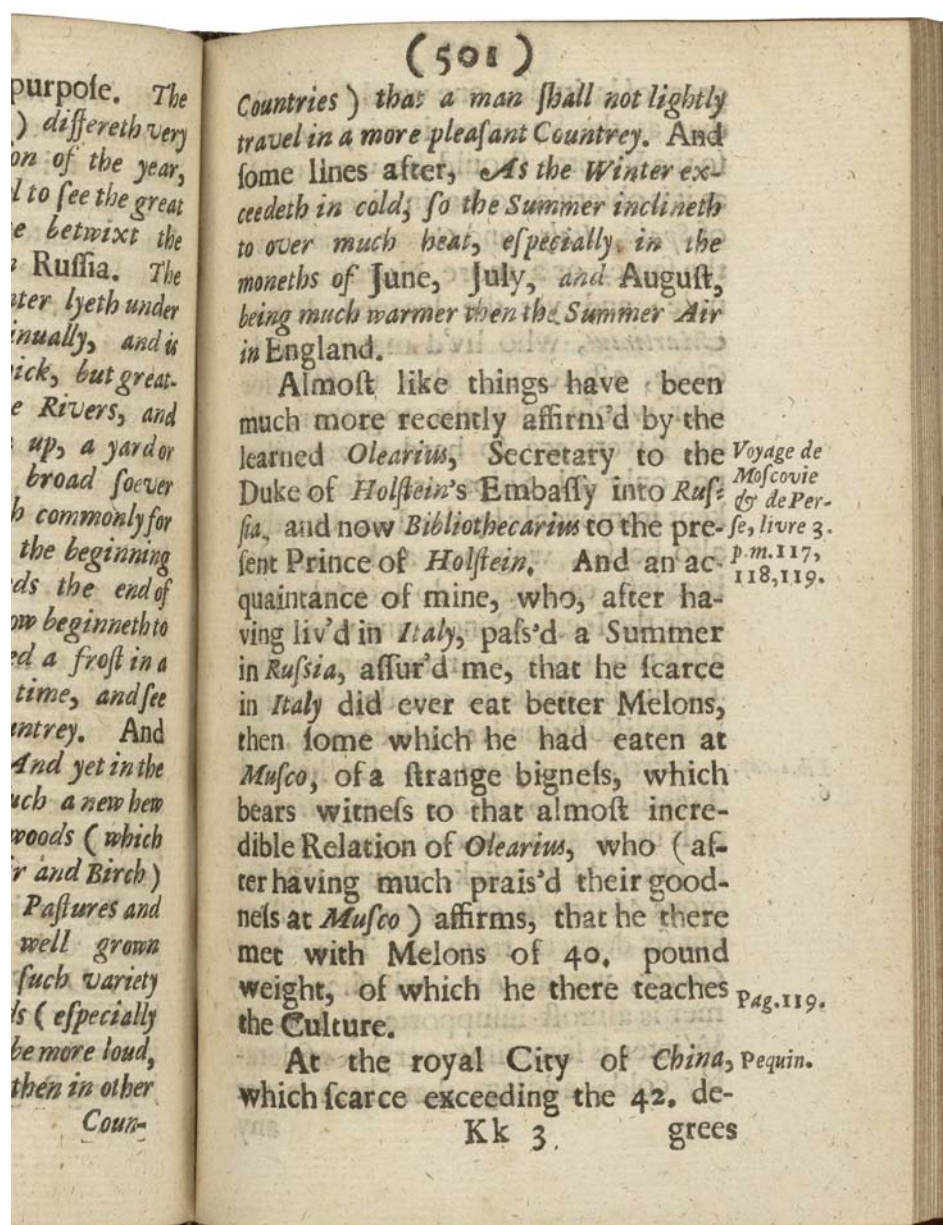 purpoſe. The
) differeth very
on of the year,
l to ſee the great
e betwixt the
Ruſſia. The
nter lyeth under
inually, and is
ick, but great-
e Rivers, and
up, a yard or
broad ſoever
h commonly for
the beginning
ds the end of
ow beginneth to
ed a froſt in a
time, and ſee
untrey. And
And yet in the
uch a new hew
woods ( which
r and Birch )
Paſtures and
well grown
ſuch variety
ds ( eſpecially
be more loud,
then in other
Coun-
(501)
Countries ) that a man ſhall not lightly
travel in a more pleaſant Countrey. And
ſome lines after, As the Winter ex-
ceedeth in cold; ſo the Summer inclineth
to over much heat, eſpecially in the
moneths of June, July, and Auguſt,
being much warmer then the Summer Air
in England.
Almoſt like things have been
much more recently affirm'd by the
learned Olearius, Secretary to the
Duke of Holſtein's Embaſſy into Ruſ-
ſia, and now Bibliothecarius to the pre-
ſent Prince of Holſtein. And an ac-
quaintance of mine, who, after ha-
ving liv'd in Italy, paſs'd a Summer
in Ruſsia, aſſur'd me, that he ſcarce
in Italy did ever eat better Melons,
then ſome which he had eaten at
Muſco, of a ſtrange bigneſs, which
bears witneſs to that almoſt incre-
dible Relation of Olearius, who ( af-
ter having much prais'd their good-
neſs at Muſco ) affirms, that he there
met with Melons of 40. pound
weight, of which he there teaches
the Culture.
At the royal City of China,
which ſcarce exceeding the 42. de-
Kk 3 grees
Voyage de
Moſcovie
& de Per-
ſe, livre 3.
p.m.117,
118,119.
Pag.119.
Pequin.